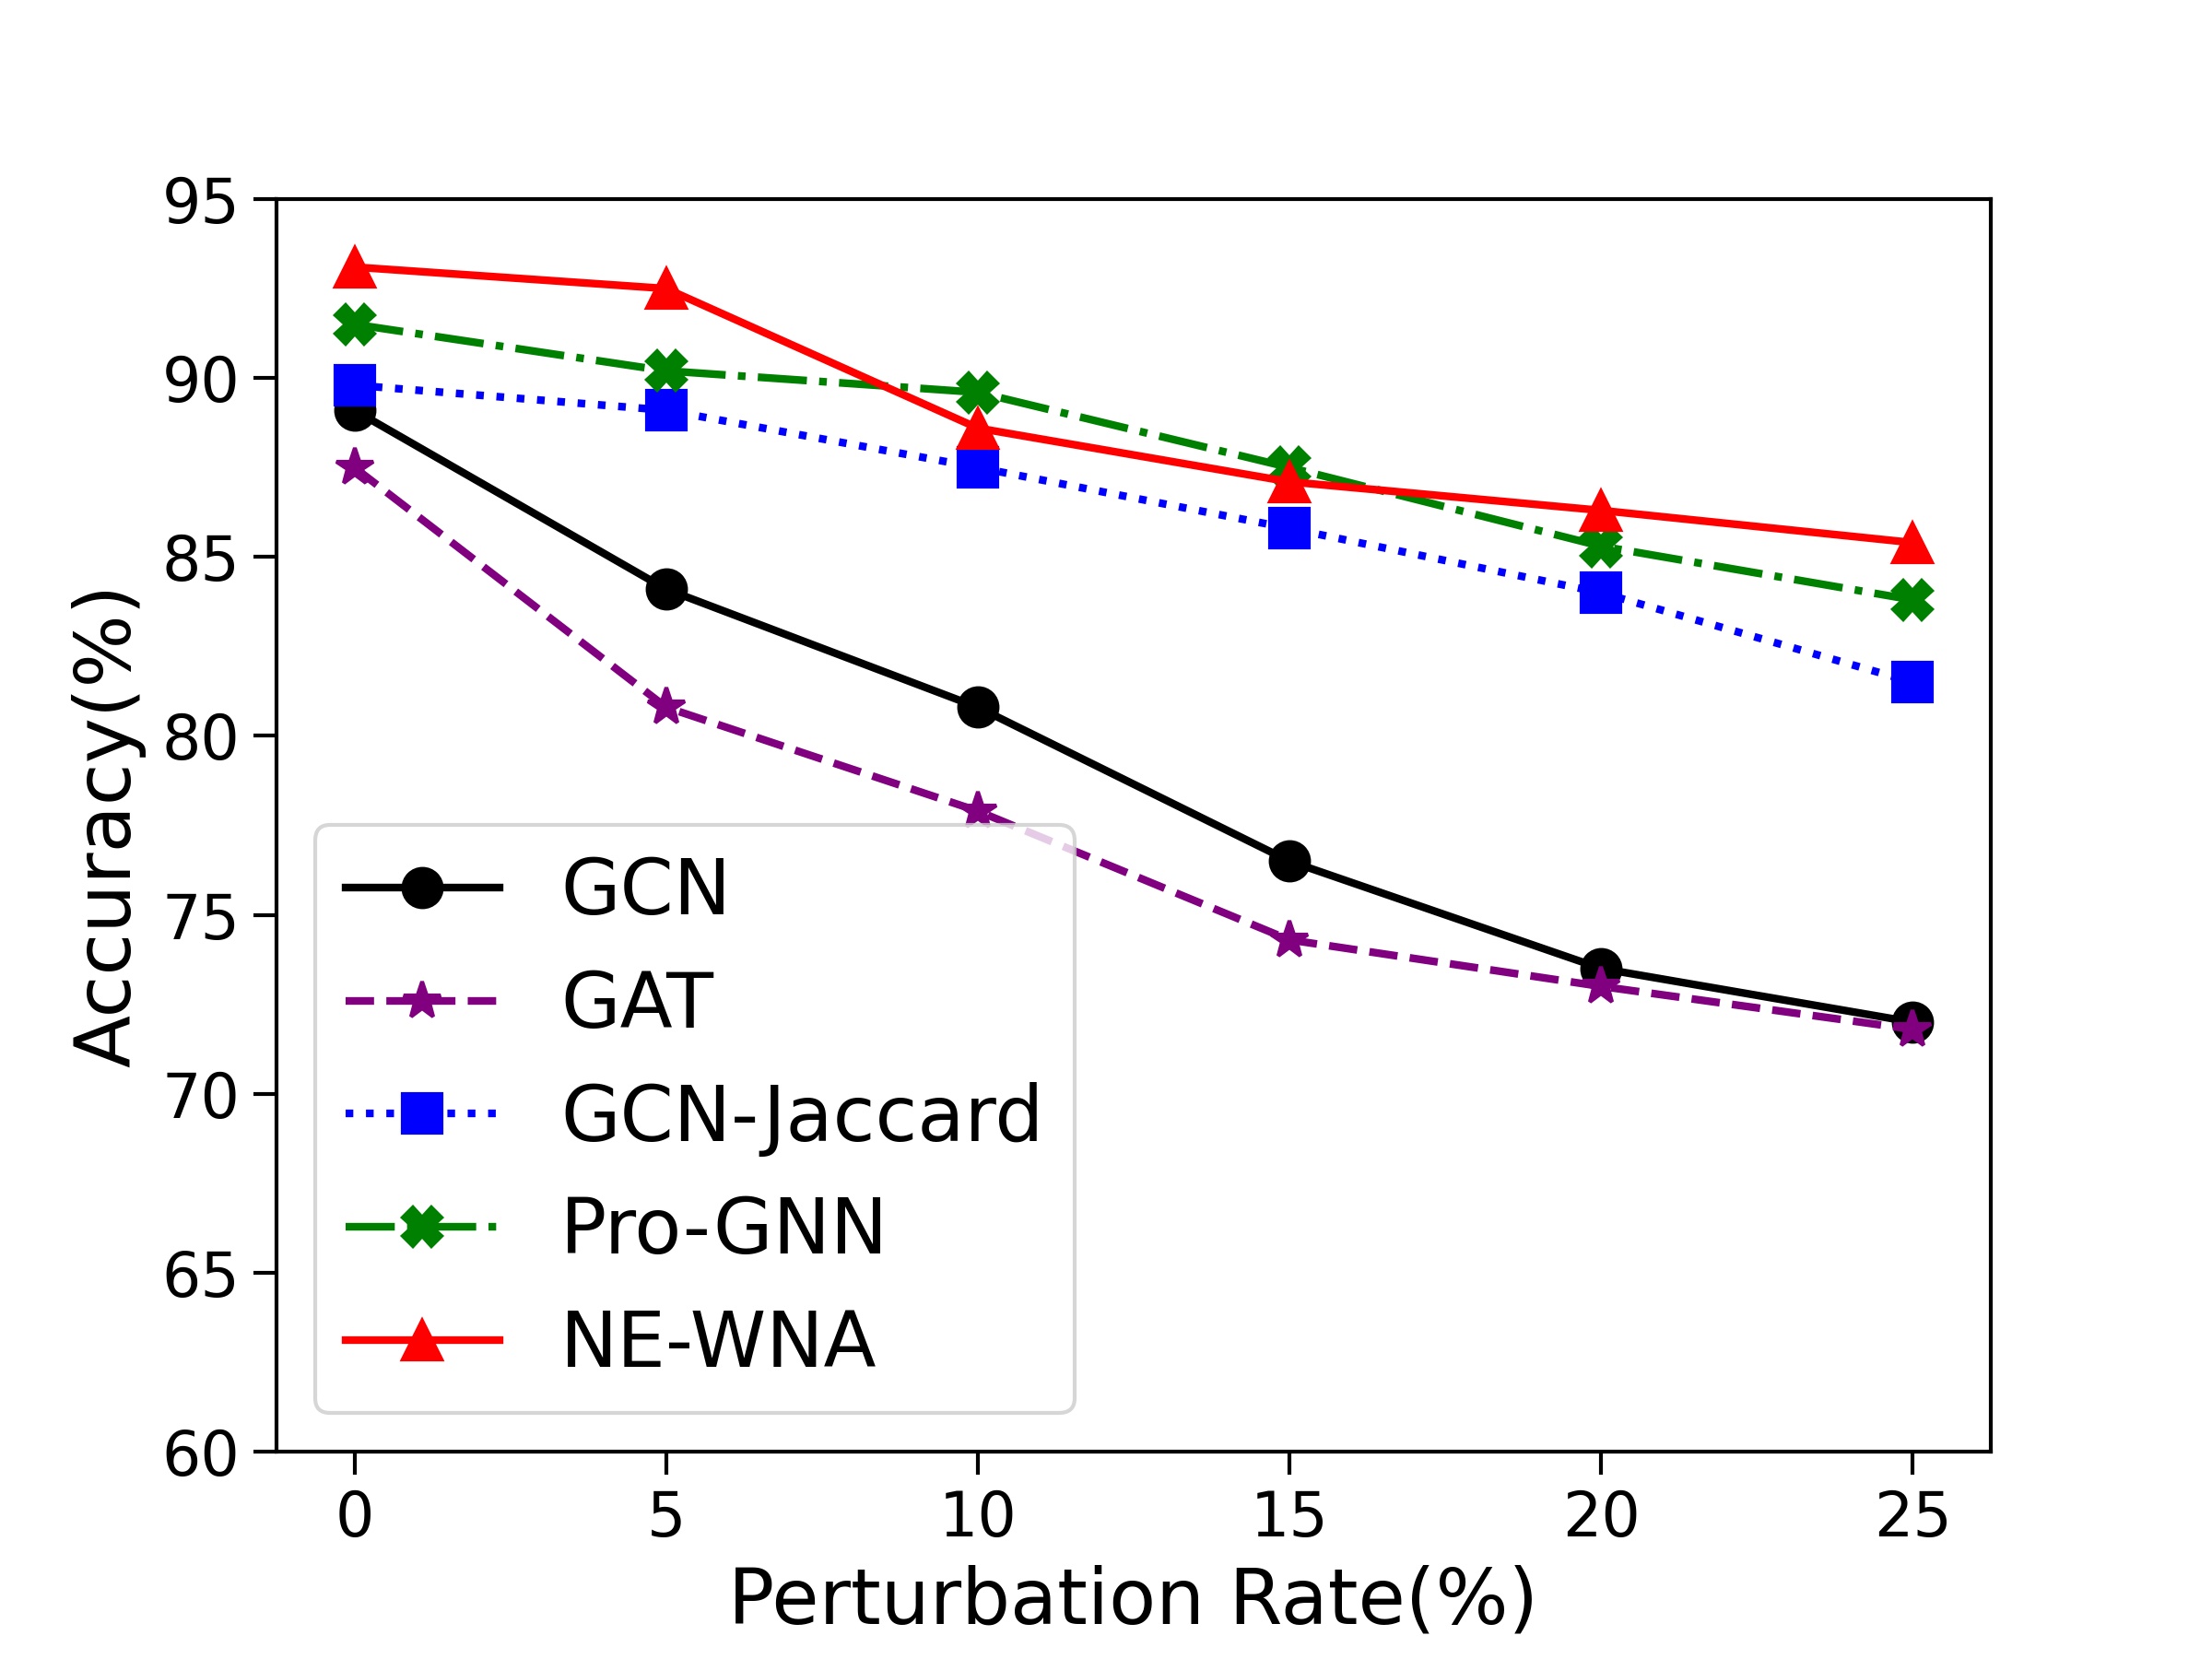 95
90
85
80
75
70
65
60
Accuracy(%)
GCN
GAT
GCN-Jaccard
Pro-GNN
NE-WNA
0 5 10 15 20 25
Perturbation Rate(%)